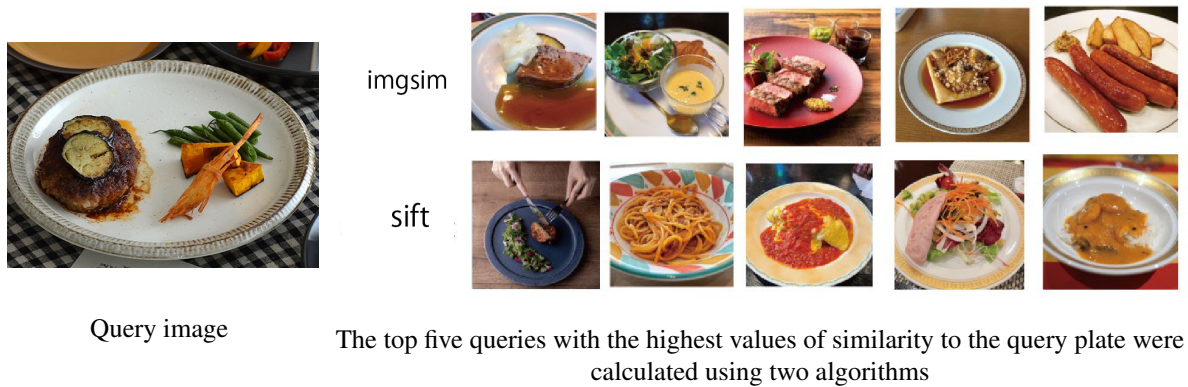 imgsim
sift
Query image
The top five queries with the highest values of similarity to the query plate were
calculated using two algorithms